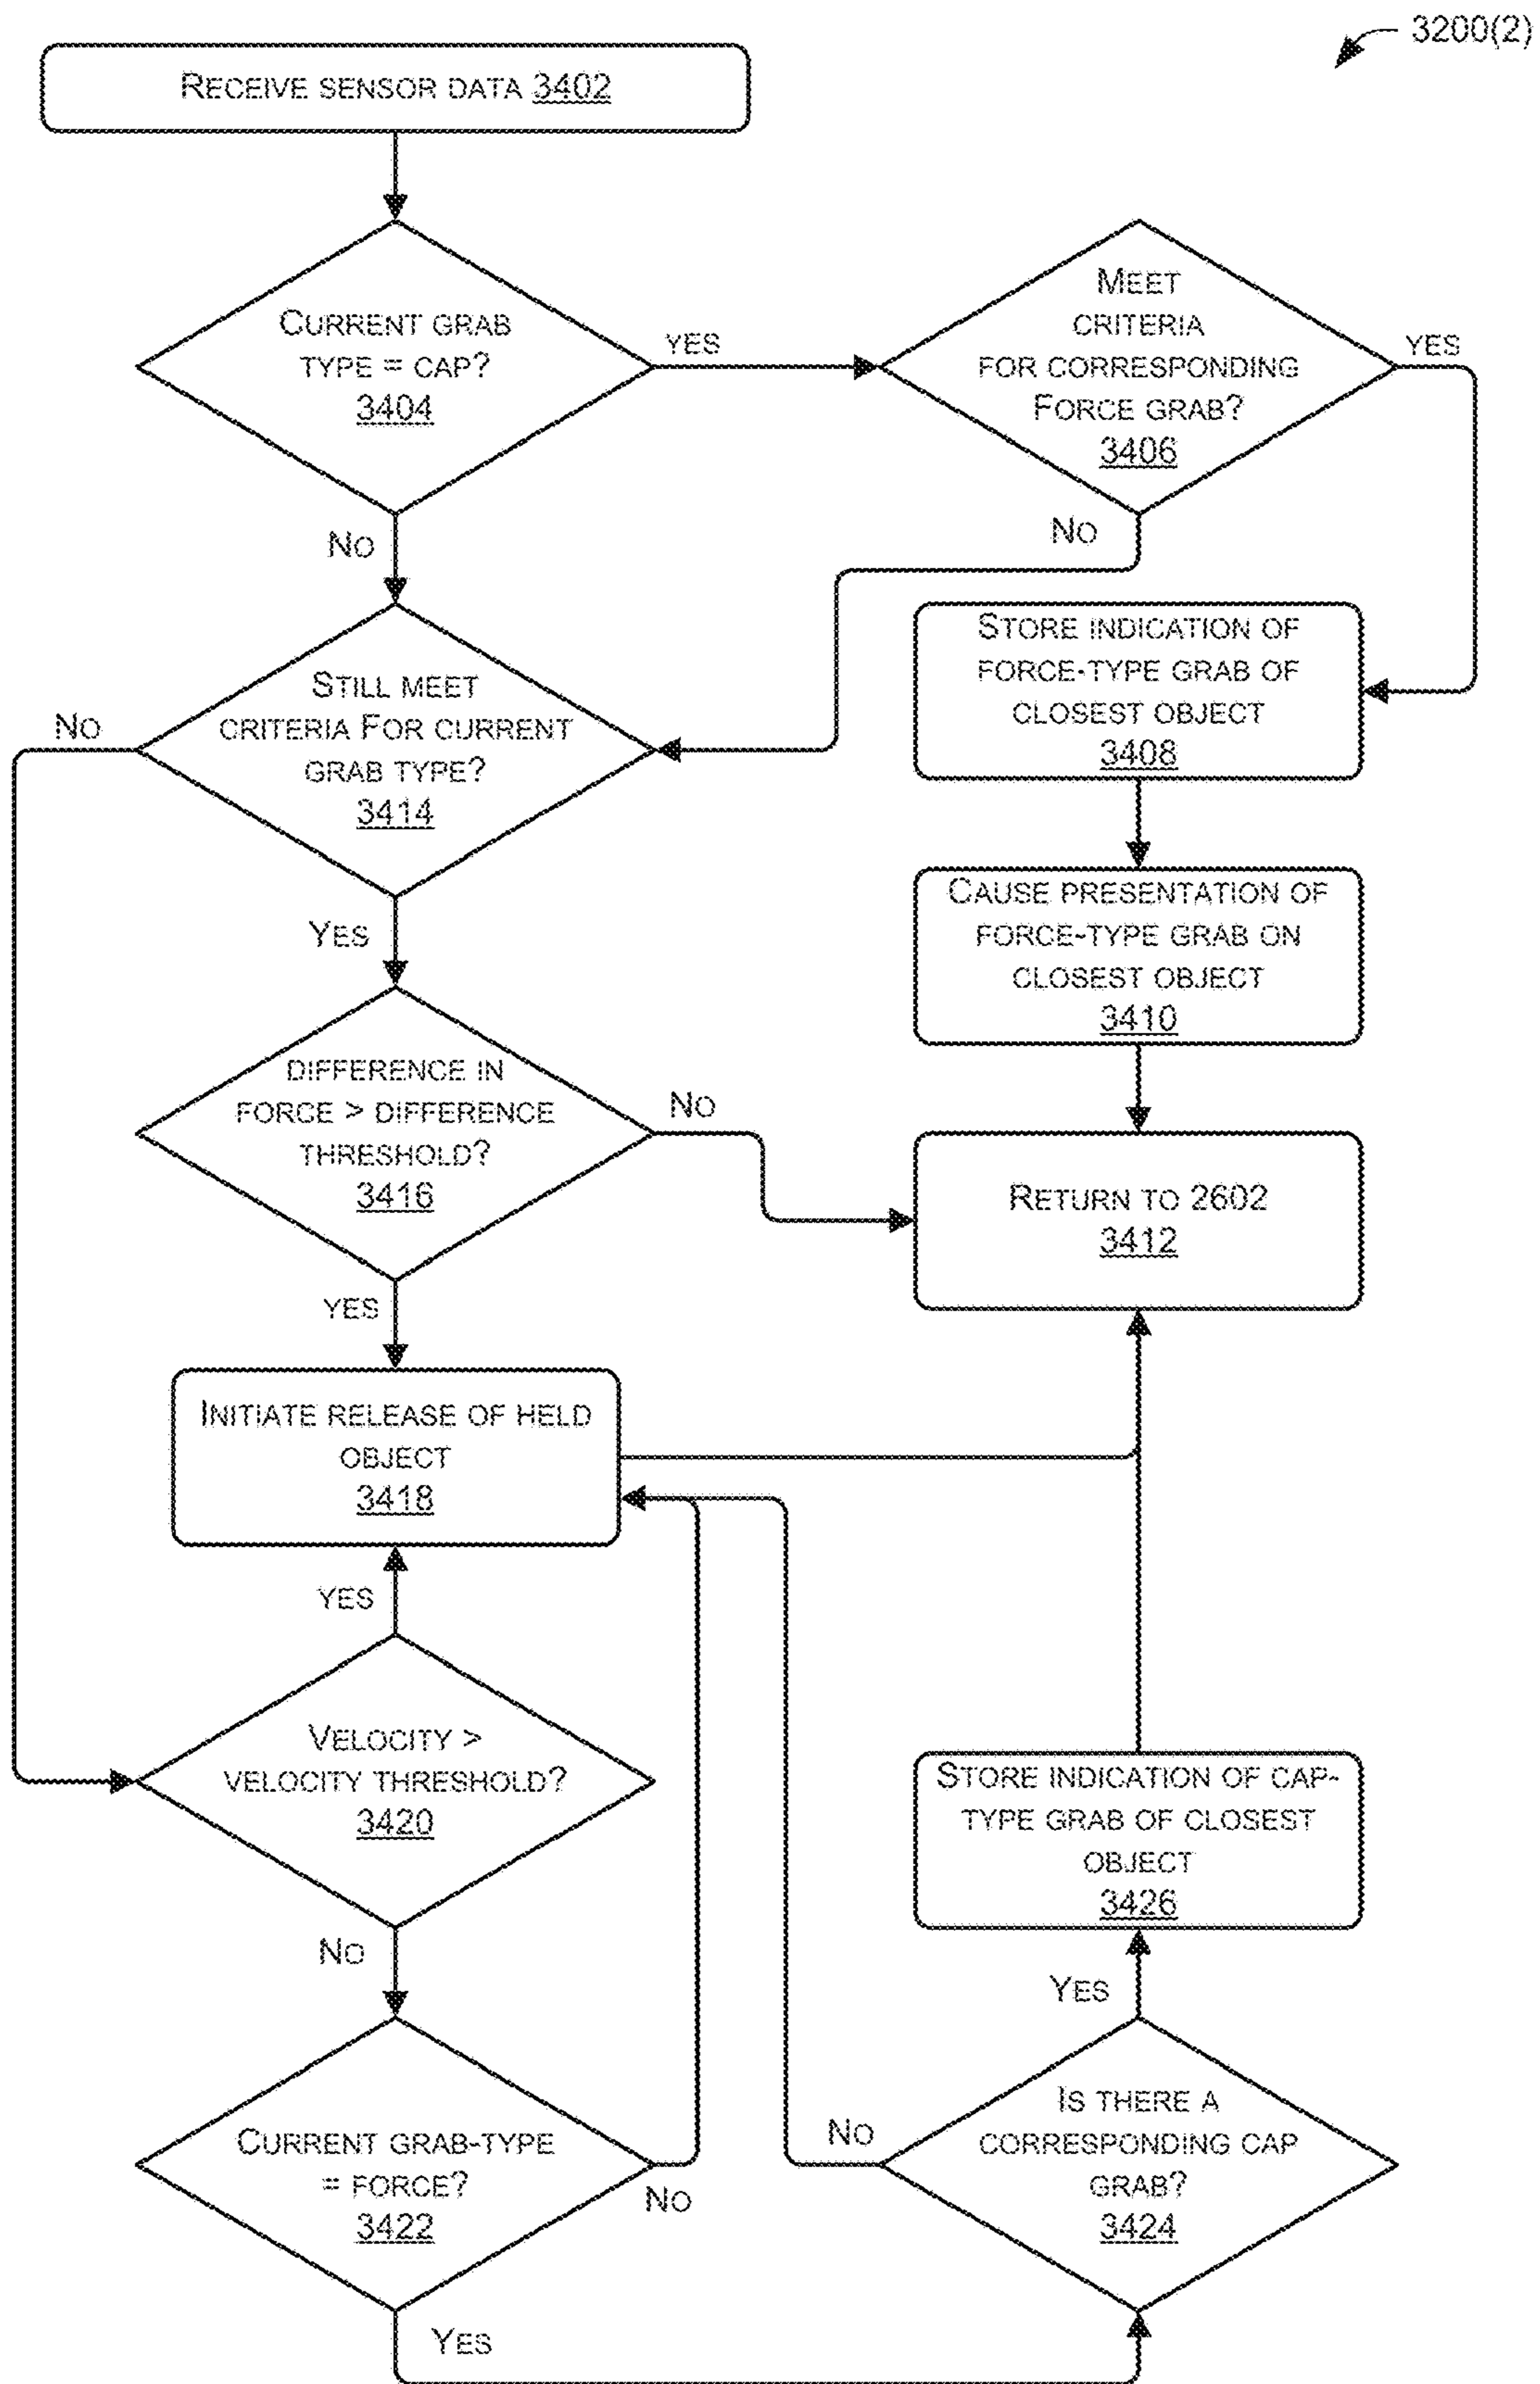 3200(2)
RECEIVE SENSOR DATA 3402
CURRENT GRAB
TYPE = CAP?
3404
YES
MEET
CRITERIA
FOR CORRESPONDING
FORCE GRAB?
3406
YES
NO
NO
STORE INDICATION OF
FORCE-TYPE GRAB OF
CLOSEST OBJECT
3408
STILL MEET
CRITERIA FOR CURRENT
GRAB TYPE?
3414
NO
YES
CAUSE PRESENTATION OF
FORCE-TYPE GRAB ON
CLOSEST OBJECT
3410
DIFFERENCE IN
FORCE > DIFFERENCE
THRESHOLD?
3416
NO
RETURN TO 2602
3412
YES
INITIATE RELEASE OF HELD
OBJECT
3418
YES
VELOCITY >
VELOCITY THRESHOLD?
3420
STORE INDICATION OF CAP-
TYPE GRAB OF CLOSEST
OBJECT
3426
NO
YES
CURRENT GRAB-TYPE
= FORCE?
3422
NO
NO
IS THERE A
CORRESPONDING CAP
GRAB?
3424
YES